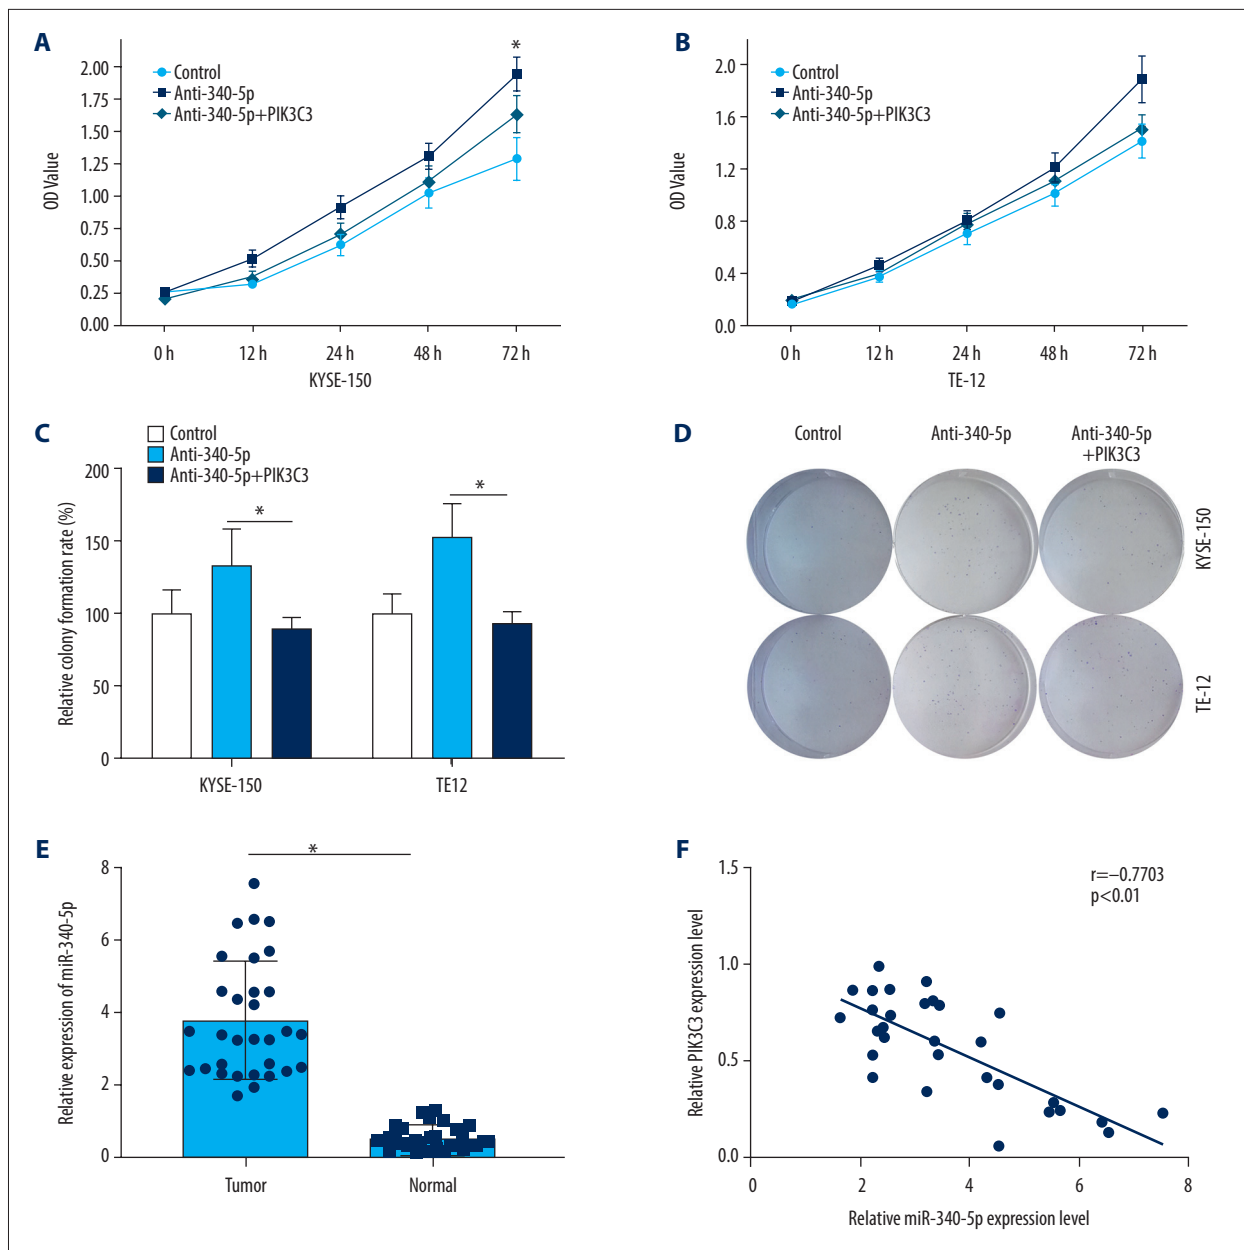 A
*
2.00
1.75
1.50
1.25
1.00
0.75
0.50
0.25
0.00
OD Value
Control
Anti-340-5p
Anti-340-5p+PIK3C3
0 h 12 h 24 h 48 h 72 h
KYSE-150
B
2.0
1.6
1.2
0.8
0.4
0.0
OD Value
Control
Anti-340-5p
Anti-340-5p+PIK3C3
0 h 12 h 24 h 48 h 72 h
TE-12
C
Control
Anti-340-5p
Anti-340-5p+PIK3C3
200
150
100
50
0
Relative colony formation rate (%)
*
*
KYSE-150 TE12
D
Control Anti-340-5p Anti-340-5p
+PIK3C3
KYSE-150
TE-12
E
*
8
6
4
2
0
Relative expression of miR-340-5p
Tumor Normal
F
1.5
1.0
0.5
0.0
Relative PIK3C3 expression level
r=–0.7703
p<0.01
0 2 4 6 8
Relative miR-340-5p expression level